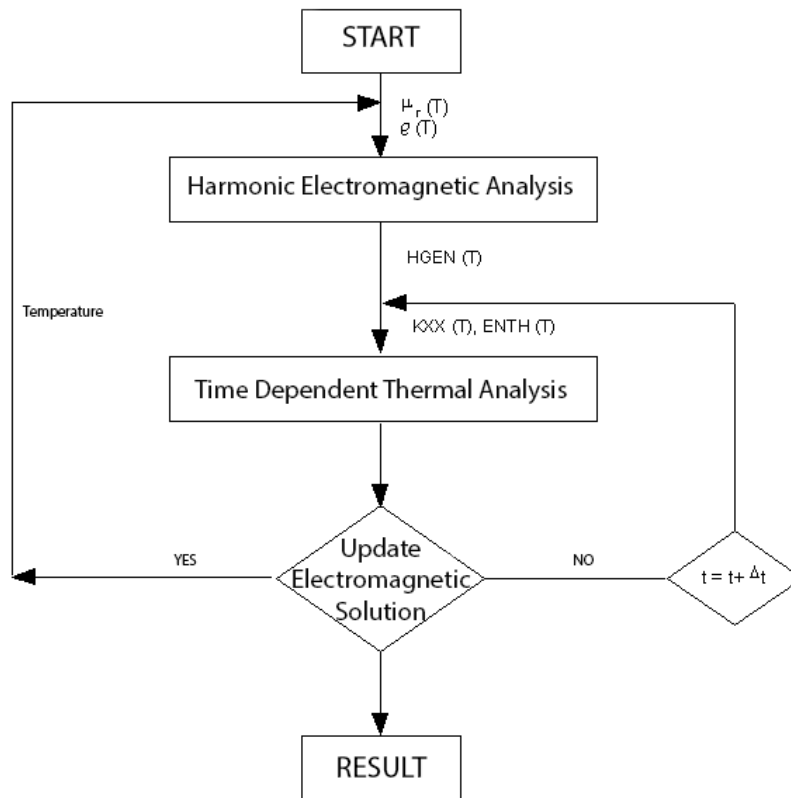 START
μr (T)
ρ (T)
Harmonic Electromagnetic Analysis
HGEN (T)
Temperature
KXX (T), ENTH (T)
Time Dependent Thermal Analysis
YES
Update
Electromagnetic
Solution
NO
t = t+ Δt
RESULT